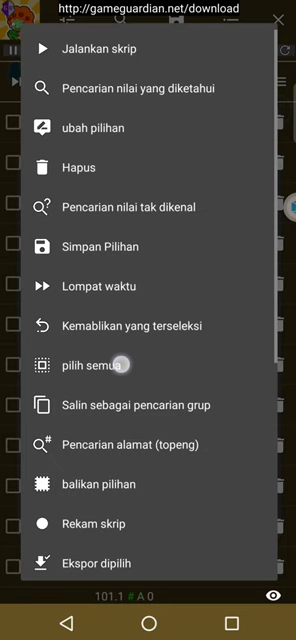 http://gameguardian.net/download
Jalankan skrip
Pencarian nilai yang diketahui
ubah pilihan
Hapus
Pencarian nilai tak dikenal
Simpan Pilihan
Lompat waktu
Kemablikan yang terseleksi
pilih semua
Salin sebagai pencarian grup
Pencarian alamat (topeng)
balikan pilihan
Rekam skrip
Ekspor dipilih
101.1 # A 0